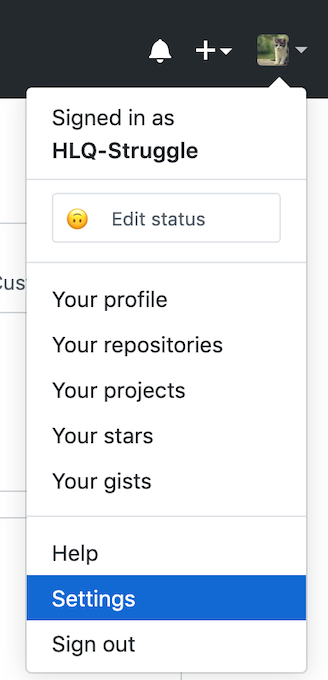 Signed in as
HLQ-Struggle
Edit status
Your profile
Your repositories
Your projects
Your stars
Your gists
Help
Settings
Sign out